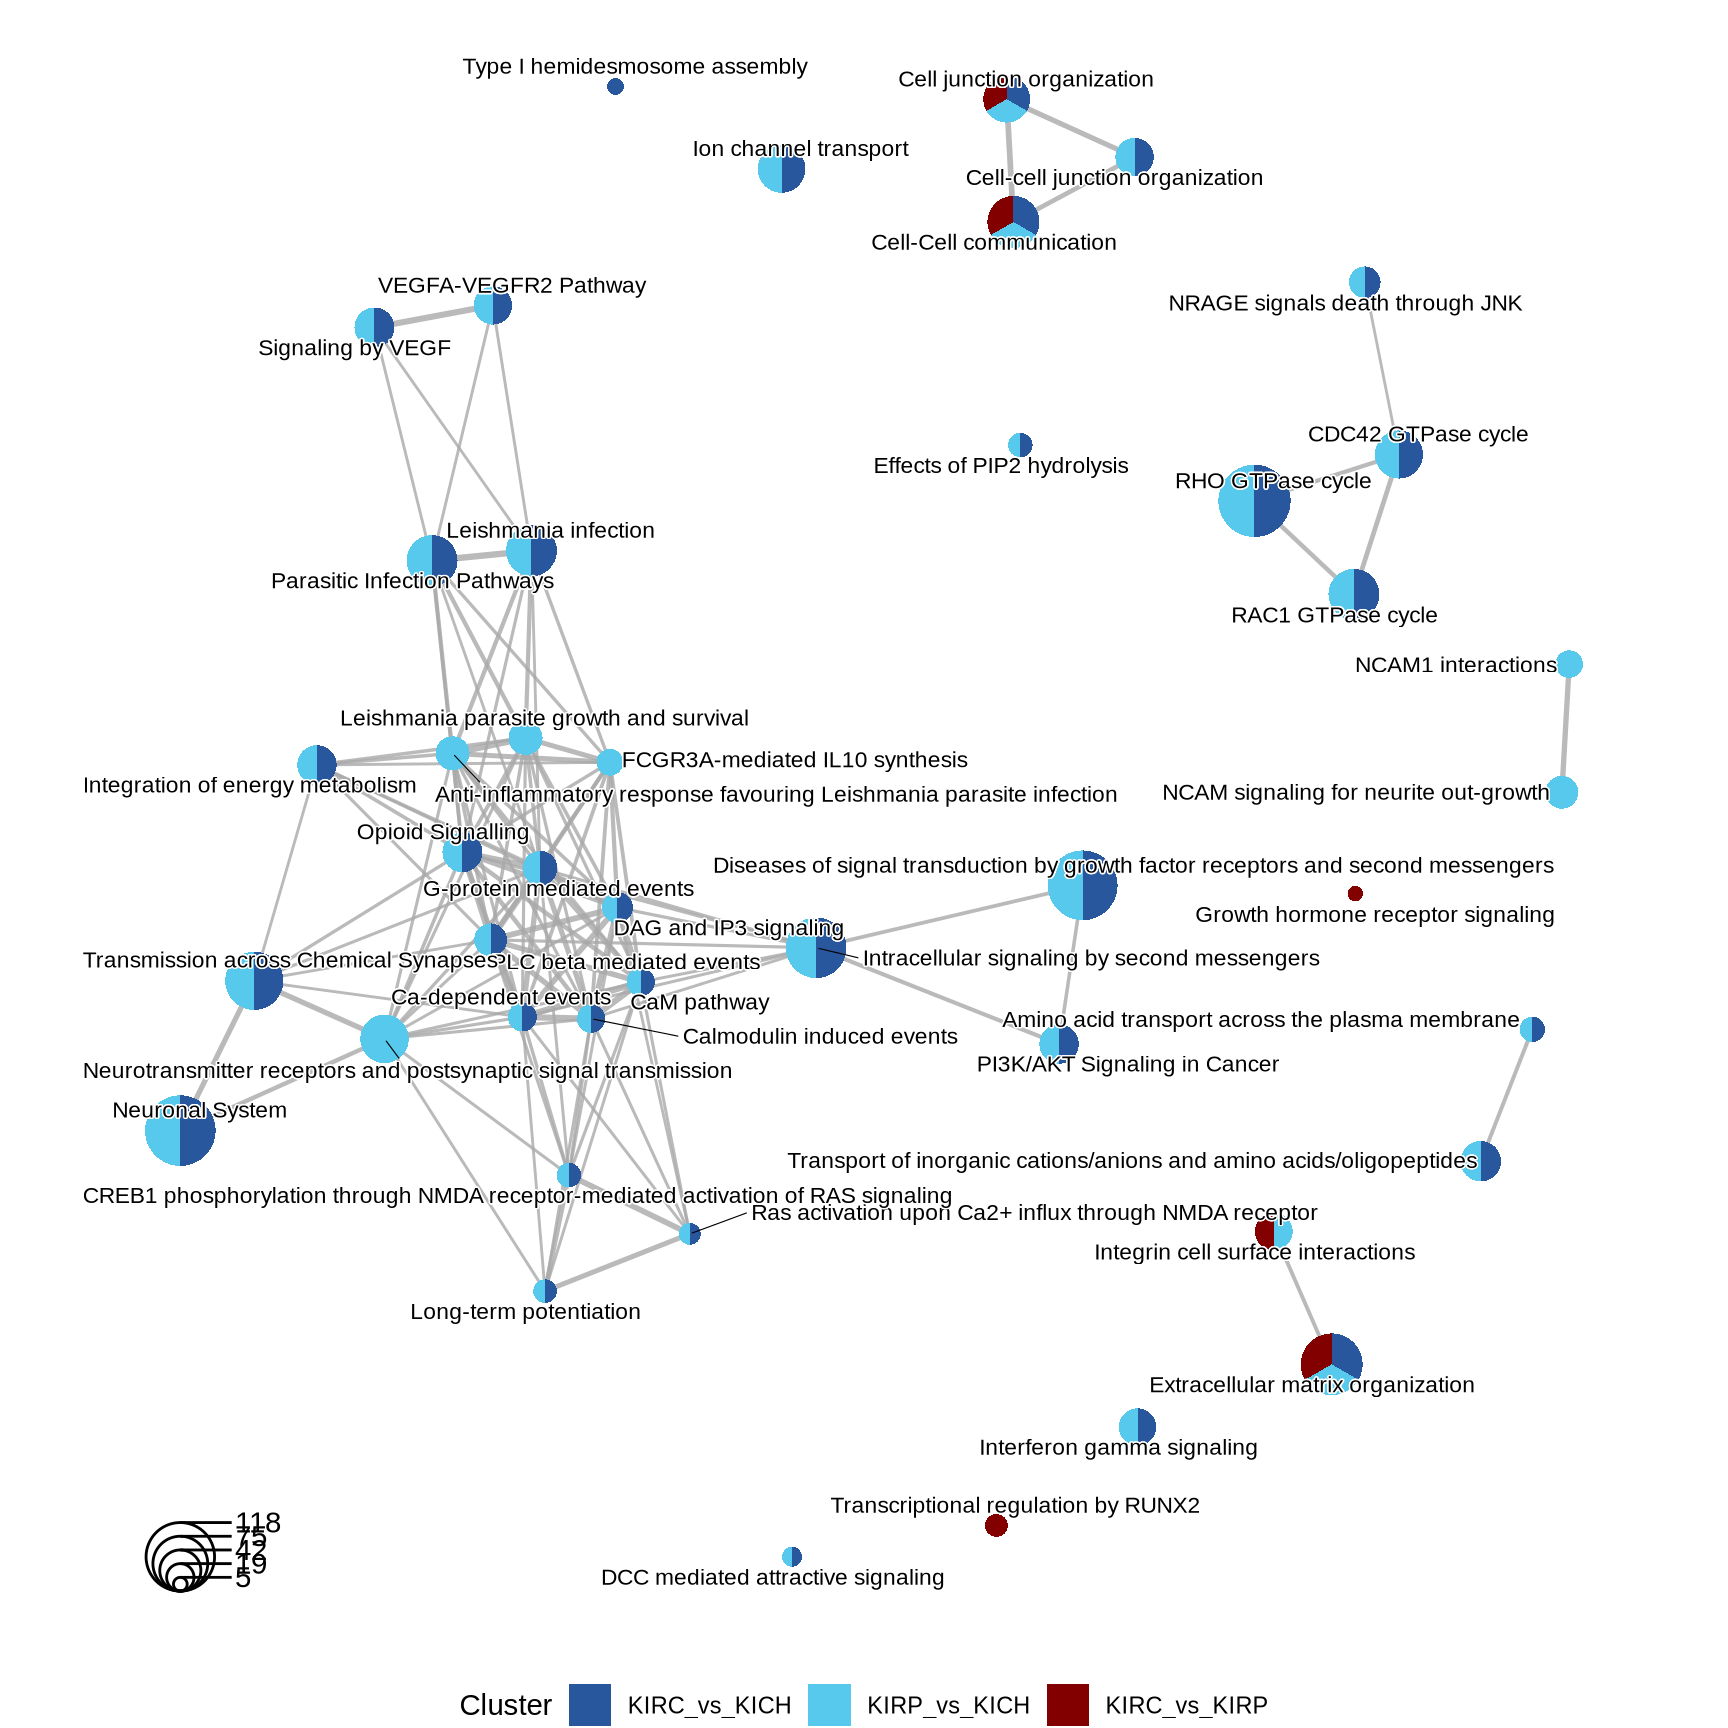 Type I hemidesmosome assembly
Cell junction organization
Ion channel transport
Cell-cell junction organization
Cell-Cell communication
VEGFA-VEGFR2 Pathway
NRAGE signals death through JNK
Signaling by VEGF
CDC42 GTPase cycle
Effects of PIP2 hydrolysis
RHO GTPase cycle
Leishmania infection
Parasitic Infection Pathways
RAC1 GTPase cycle
NCAM1 interactions
Leishmania parasite growth and survival
FCGR3A-mediated IL10 synthesis
Integration of energy metabolism
Anti-inflammatory response favouring Leishmania parasite infection
NCAM signaling for neurite out-growth
Opioid Signalling
Diseases of signal transduction by growth factor receptors and second messengers
G-protein mediated events
Growth hormone receptor signaling
DAG and IP3 signaling
Intracellular signaling by second messengers
Transmission across Chemical Synapses
PLC beta mediated events
Ca-dependent events
CaM pathway
Amino acid transport across the plasma membrane
Calmodulin induced events
PI3K/AKT Signaling in Cancer
Neurotransmitter receptors and postsynaptic signal transmission
Neuronal System
Transport of inorganic cations/anions and amino acids/oligopeptides
CREB1 phosphorylation through NMDA receptor-mediated activation of RAS signaling
Ras activation upon Ca2+ influx through NMDA receptor
Integrin cell surface interactions
Long-term potentiation
Extracellular matrix organization
Interferon gamma signaling
Transcriptional regulation by RUNX2
118
75
42
19
5
DCC mediated attractive signaling
Cluster KIRC_vs_KICH KIRP_vs_KICH KIRC_vs_KIRP